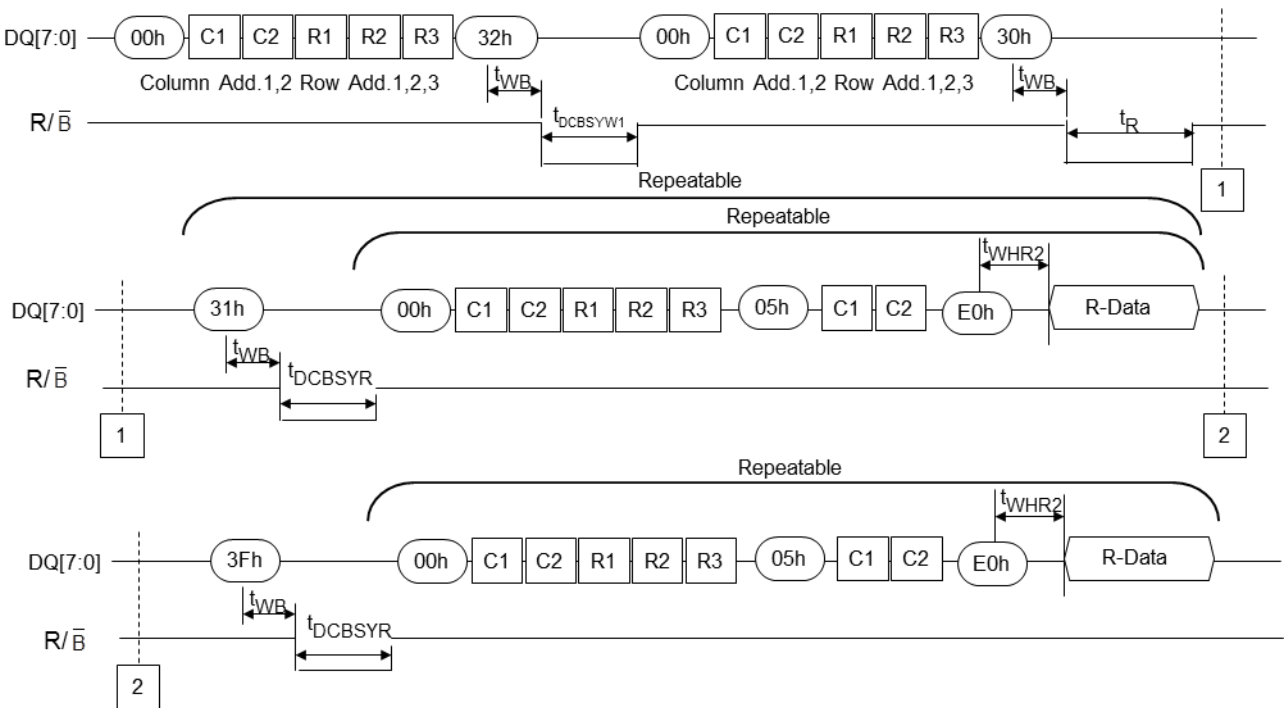 DQ[7:0] 00h C1 C2 R1 R2 R3 32h 00h C1 C2 R1 R2 R3 30h
Column Add.1,2 Row Add.1,2,3 tWB Column Add.1,2 Row Add.1,2,3 tWB
R/B̅ tDCBSYW1 tR
1
Repeatable
Repeatable
tWHR2
DQ[7:0] 31h 00h C1 C2 R1 R2 R3 05h C1 C2 E0h R-Data
tWB
R/B̅ tDCBSYR
1 2
Repeatable
tWHR2
DQ[7:0] 3Fh 00h C1 C2 R1 R2 R3 05h C1 C2 E0h R-Data
tWB
R/B̅ tDCBSYR
2